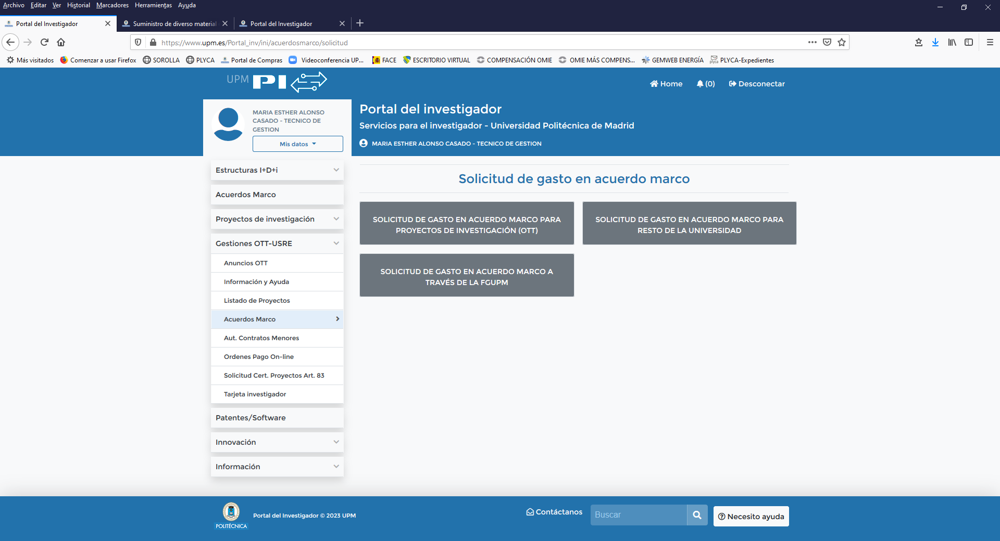 Archivo Editar Ver Historial Marcadores Herramientas Ayuda
Portal del Investigador
Suministro de diverso material
Portal del Investigador
https://www.upm.es/Portal_inv/ini/acuerdosmarco/solicitud
Más visitados Comenzar a usar Firefox SOROLLA PLYCA Portal de Compras Videoconferencia UP... FACE ESCRITORIO VIRTUAL COMPENSACIÓN OMIE OMIE MÁS COMPENS... GEMWEB ENERGÍA PLYCA-Expedientes
UPM PI
Home (0) Desconectar
MARIA ESTHER ALONSO
CASADO - TECNICO DE
GESTION
Mis datos
Portal del investigador
Servicios para el investigador - Universidad Politécnica de Madrid
MARIA ESTHER ALONSO CASADO - TECNICO DE GESTION
Estructuras I+D+i
Acuerdos Marco
Proyectos de investigación
Gestiones OTT-USRE
Anuncios OTT
Información y Ayuda
Listado de Proyectos
Acuerdos Marco
Aut. Contratos Menores
Ordenes Pago On-line
Solicitud Cert. Proyectos Art. 83
Tarjeta investigador
Patentes/Software
Innovación
Información
Solicitud de gasto en acuerdo marco
SOLICITUD DE GASTO EN ACUERDO MARCO PARA
PROYECTOS DE INVESTIGACIÓN (OTT)
SOLICITUD DE GASTO EN ACUERDO MARCO PARA
RESTO DE LA UNIVERSIDAD
SOLICITUD DE GASTO EN ACUERDO MARCO A
TRAVÉS DE LA FGUPM
POLITÉCNICA
Portal del Investigador © 2023 UPM
Contáctanos
Buscar
Necesito ayuda